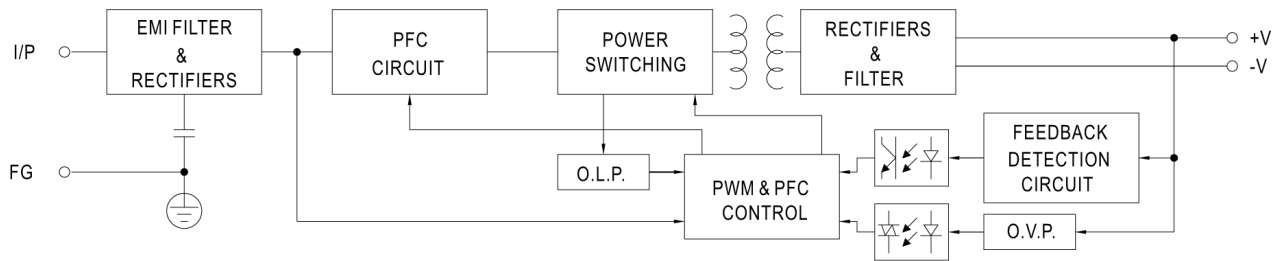 I/P
EMI FILTER
&
RECTIFIERS
PFC
CIRCUIT
POWER
SWITCHING
RECTIFIERS
&
FILTER
+V
-V
FG
O.L.P.
PWM & PFC
CONTROL
FEEDBACK
DETECTION
CIRCUIT
O.V.P.